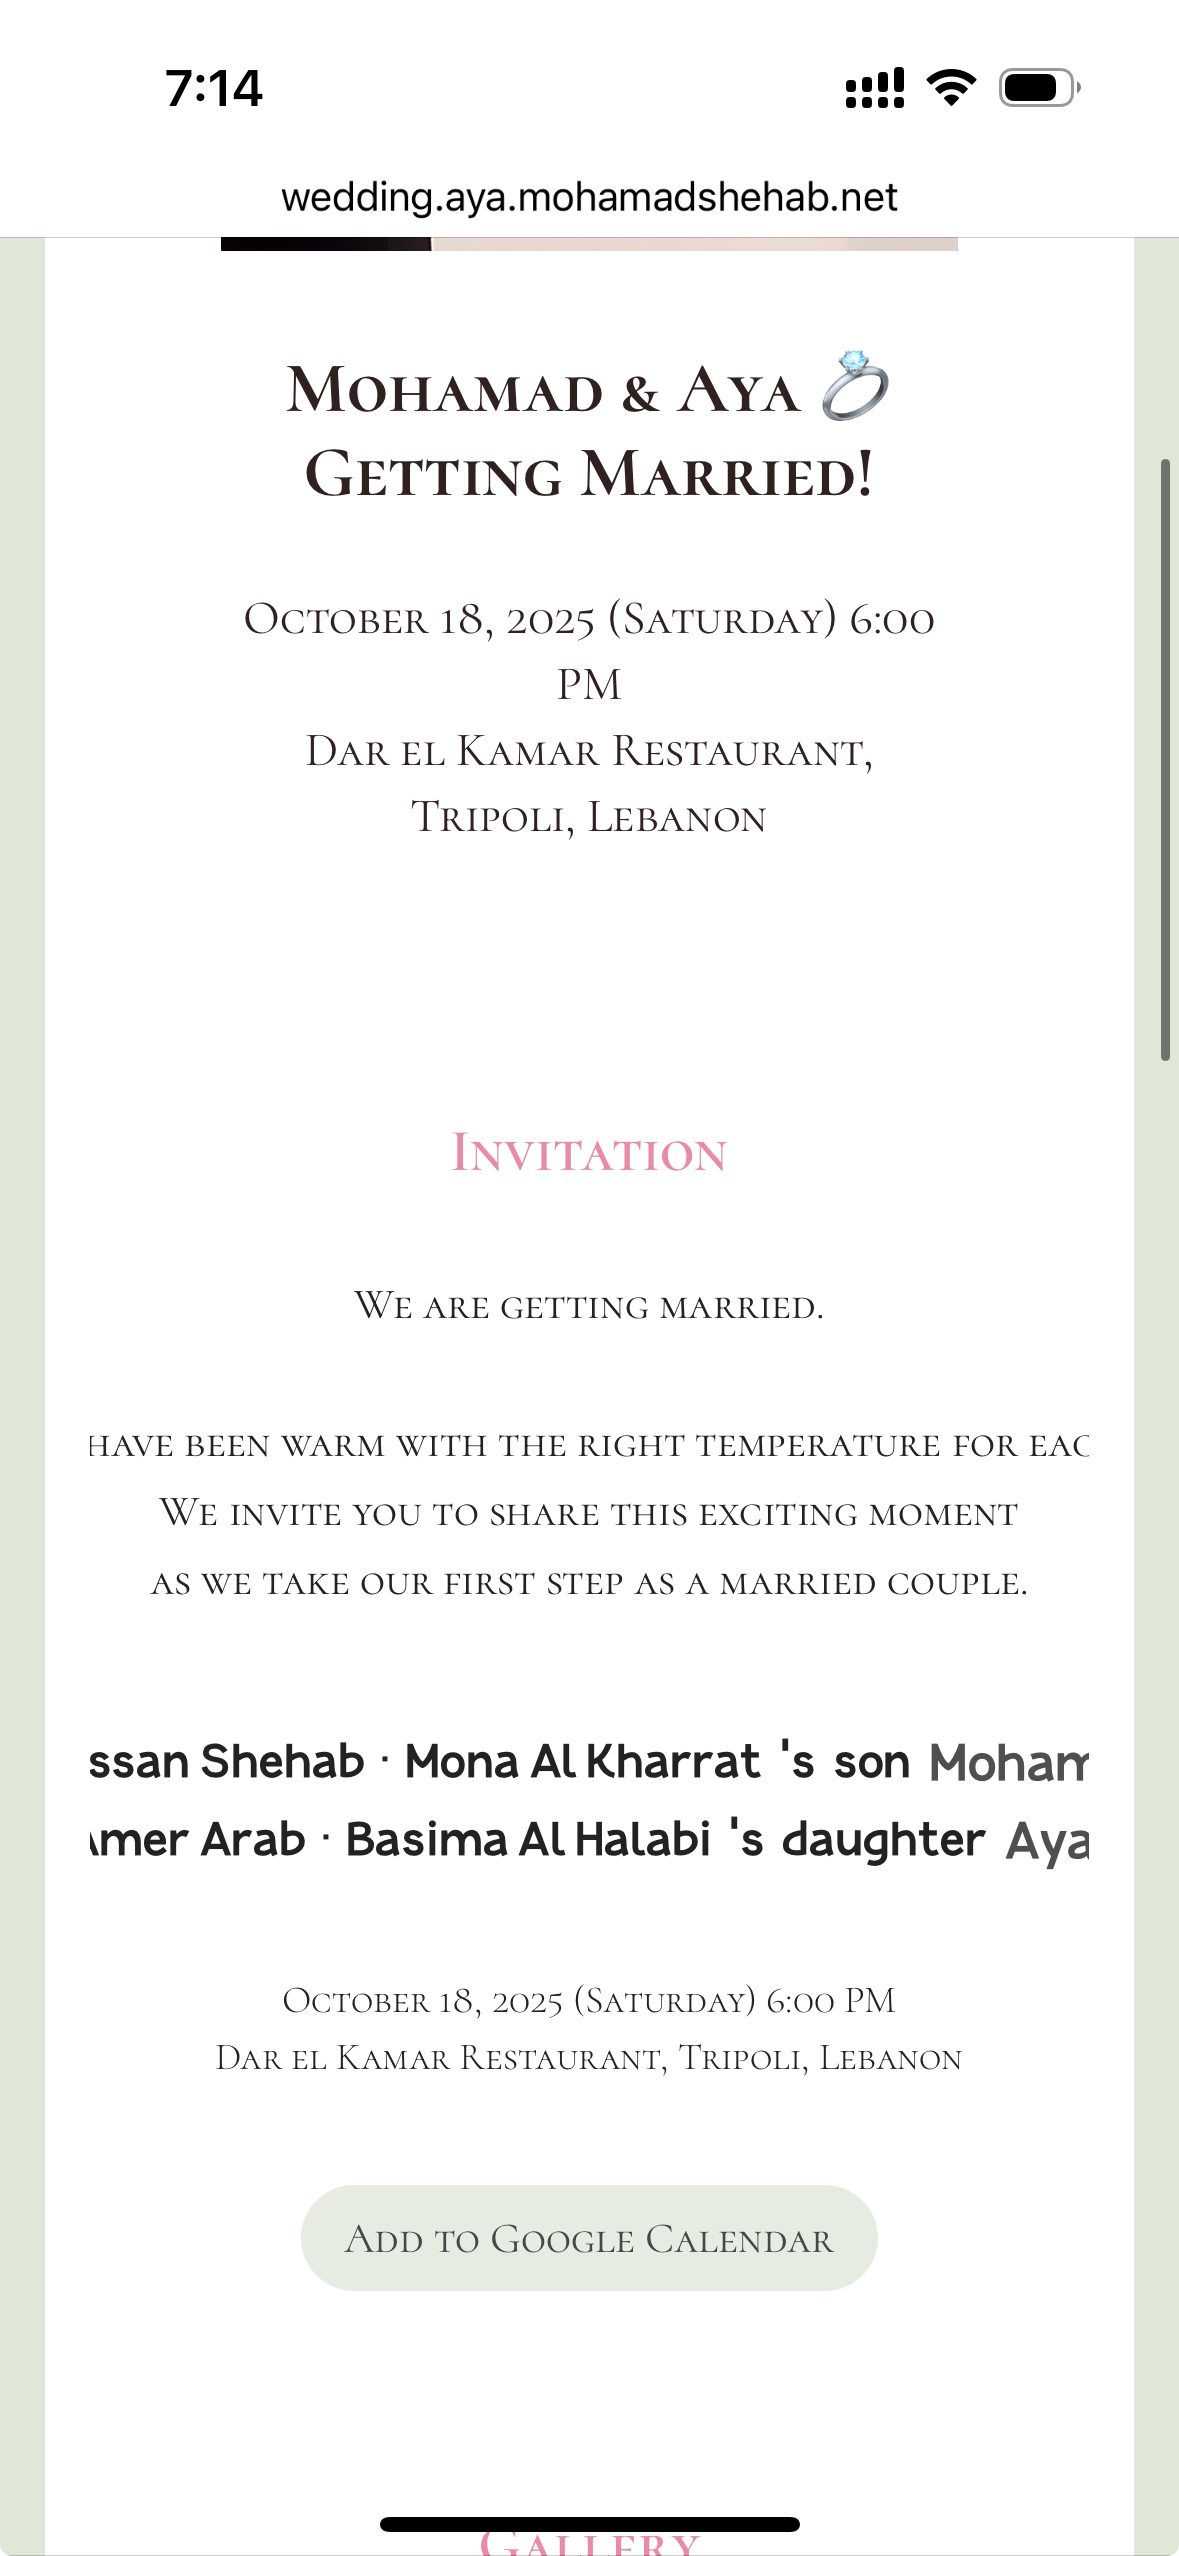 7:14
wedding.aya.mohamadshehab.net
Mohamad & Aya 💍
Getting Married!
October 18, 2025 (Saturday) 6:00
PM
Dar el Kamar Restaurant,
Tripoli, Lebanon
Invitation
We are getting married.
have been warm with the right temperature for eac
We invite you to share this exciting moment
as we take our first step as a married couple.
ssan Shehab · Mona Al Kharrat 's son Moham
mer Arab · Basima Al Halabi 's daughter Aya
October 18, 2025 (Saturday) 6:00 PM
Dar el Kamar Restaurant, Tripoli, Lebanon
Add to Google Calendar
Gallery